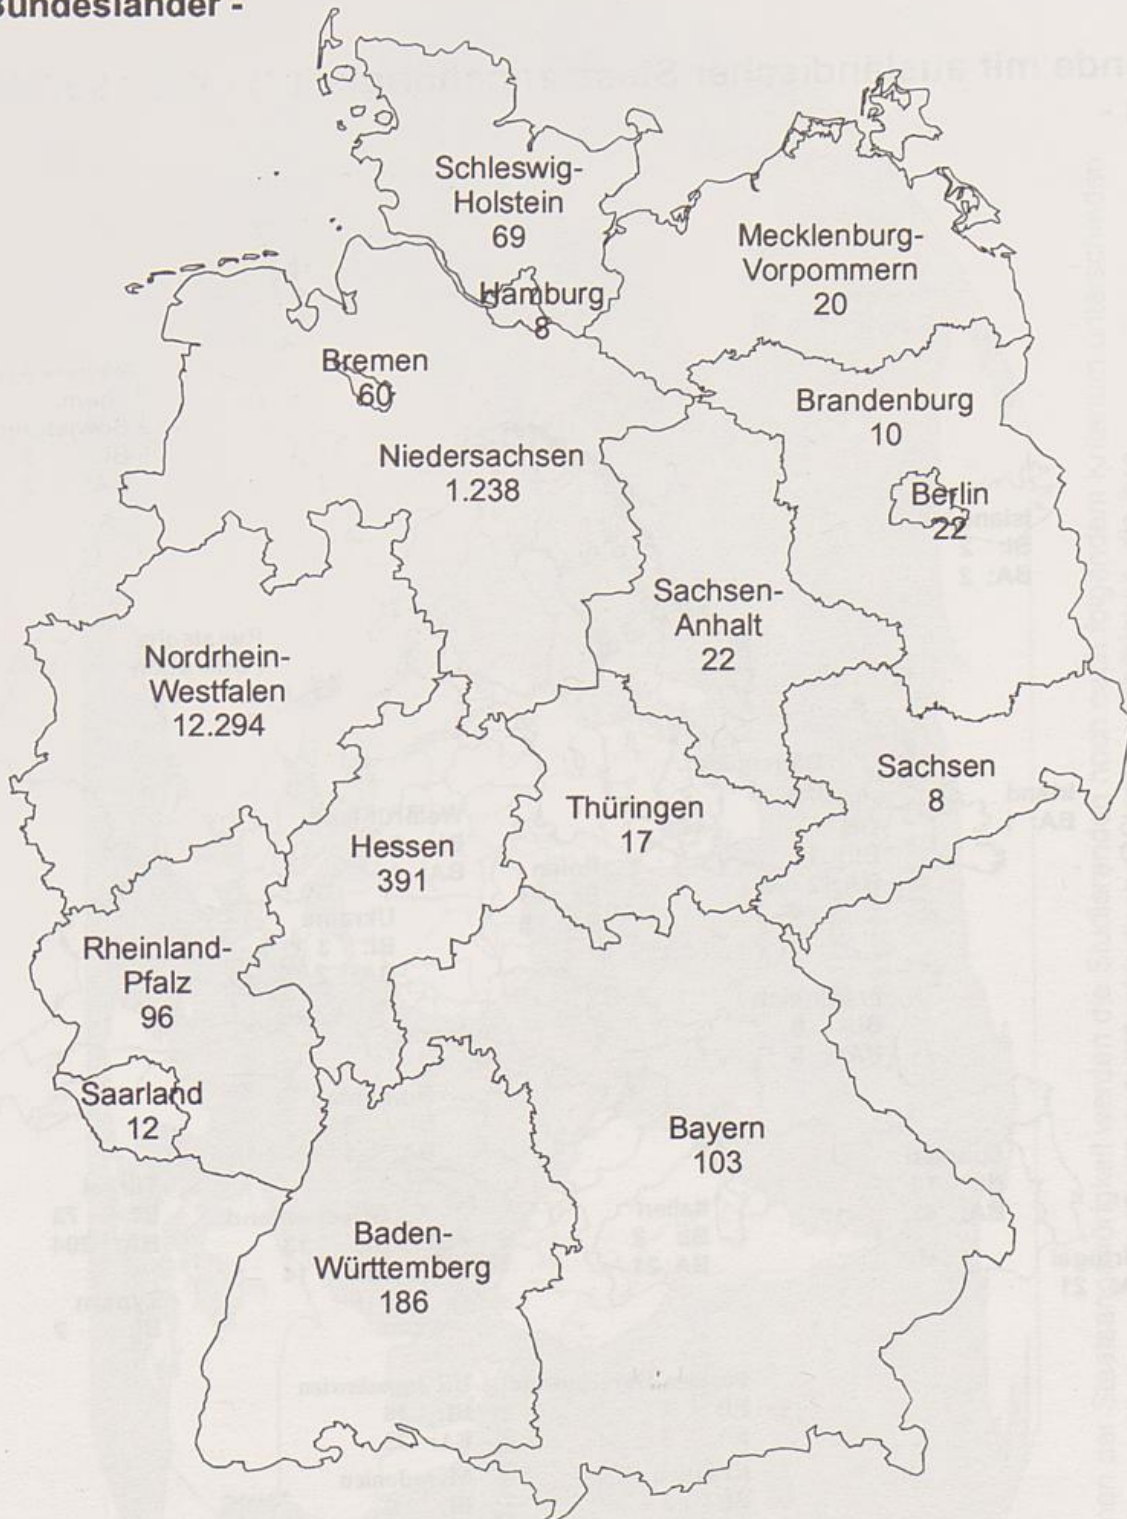 Bundesländer -
Schleswig-
Holstein
69
Mecklenburg-
Vorpommern
20
Hamburg
8
Bremen
60
Brandenburg
10
Niedersachsen
1.238
Berlin
22
Sachsen-
Anhalt
22
Nordrhein-
Westfalen
12.294
Sachsen
8
Thüringen
17
Hessen
391
Rheinland-
Pfalz
96
Saarland
12
Bayern
103
Baden-
Württemberg
186